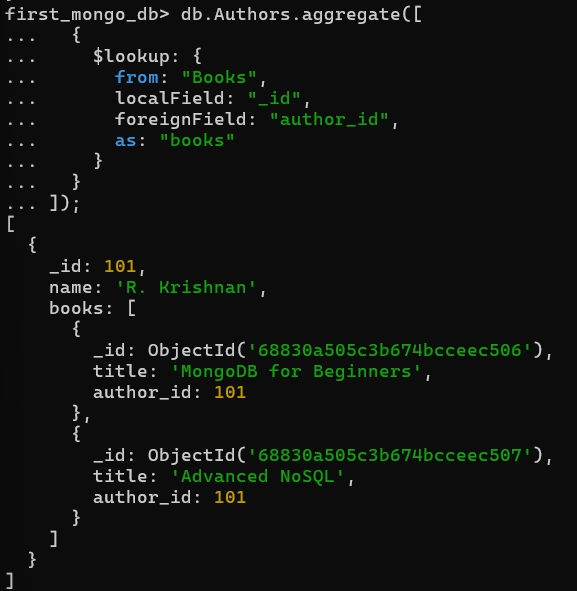 first_mongo_db> db.Authors.aggregate([
...   {
...     $lookup: {
...       from: "Books",
...       localField: "_id",
...       foreignField: "author_id",
...       as: "books"
...     }
...   }
... ]);
[
  {
    _id: 101,
    name: 'R. Krishnan',
    books: [
      {
        _id: ObjectId('68830a505c3b674bcceec506'),
        title: 'MongoDB for Beginners',
        author_id: 101
      },
      {
        _id: ObjectId('68830a505c3b674bcceec507'),
        title: 'Advanced NoSQL',
        author_id: 101
      }
    ]
  }
]